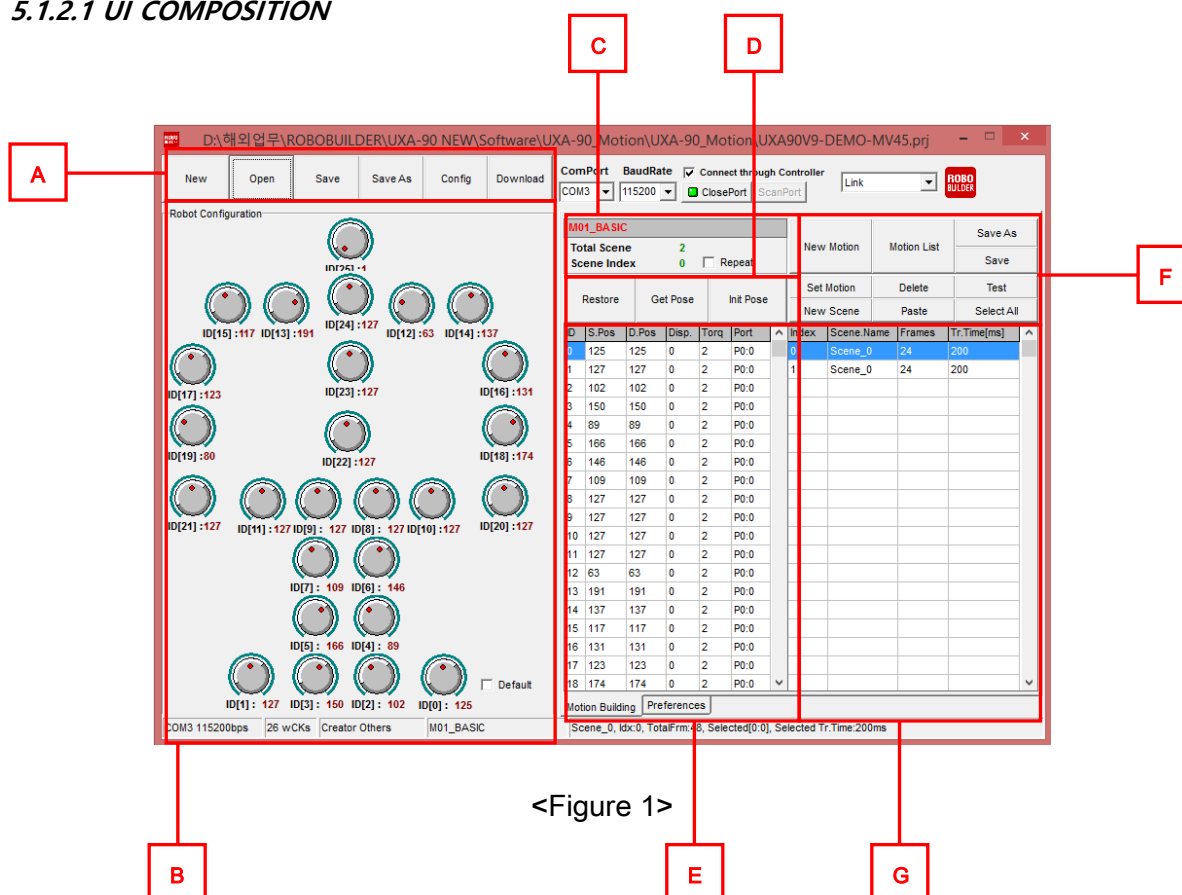 5.1.2.1 UI COMPOSITION
C
D
D:\해외업무\ROBOBUILDER\UXA-90 NEW\Software\UXA-90_Motion\UXA-90_Motion\UXA90V9-DEMO-MV45.prj
A
New Open Save Save As Config Download
ComPort BaudRate Connect through Controller
COM3 115200 ClosePort ScanPort
Link
ROBO
BUILDER
Robot Configuration
ID[25] :1
ID[15] :117 ID[13] :191 ID[24] :127 ID[12] :63 ID[14] :137
ID[17] :123 ID[23] :127 ID[16] :131
ID[19] :80 ID[22] :127 ID[18] :174
ID[21] :127 ID[11] :127 ID[9] : 127 ID[8] : 127 ID[10] :127 ID[20] :127
ID[7] : 109 ID[6] : 146
ID[5] : 166 ID[4] : 89
Default
ID[1] : 127 ID[3] : 150 ID[2] : 102 ID[0] : 125
M01_BASIC
Total Scene 2
Scene Index 0 Repeat
Restore Get Pose Init Pose
New Motion Motion List Save As
Save
F
Set Motion Delete Test
New Scene Paste Select All
ID S.Pos D.Pos Disp. Torq Port
0 125 125 0 2 P0:0
1 127 127 0 2 P0:0
2 102 102 0 2 P0:0
3 150 150 0 2 P0:0
4 89 89 0 2 P0:0
5 166 166 0 2 P0:0
6 146 146 0 2 P0:0
7 109 109 0 2 P0:0
8 127 127 0 2 P0:0
9 127 127 0 2 P0:0
10 127 127 0 2 P0:0
11 127 127 0 2 P0:0
12 63 63 0 2 P0:0
13 191 191 0 2 P0:0
14 137 137 0 2 P0:0
15 117 117 0 2 P0:0
16 131 131 0 2 P0:0
17 123 123 0 2 P0:0
18 174 174 0 2 P0:0
Index Scene.Name Frames Tr.Time[ms]
0 Scene_0 24 200
1 Scene_0 24 200
Motion Building Preferences
COM3 115200bps 26 wCKs Creator Others M01_BASIC
Scene_0, Idx:0, TotalFrm:48, Selected[0:0], Selected Tr.Time:200ms
<Figure 1>
B
E
G